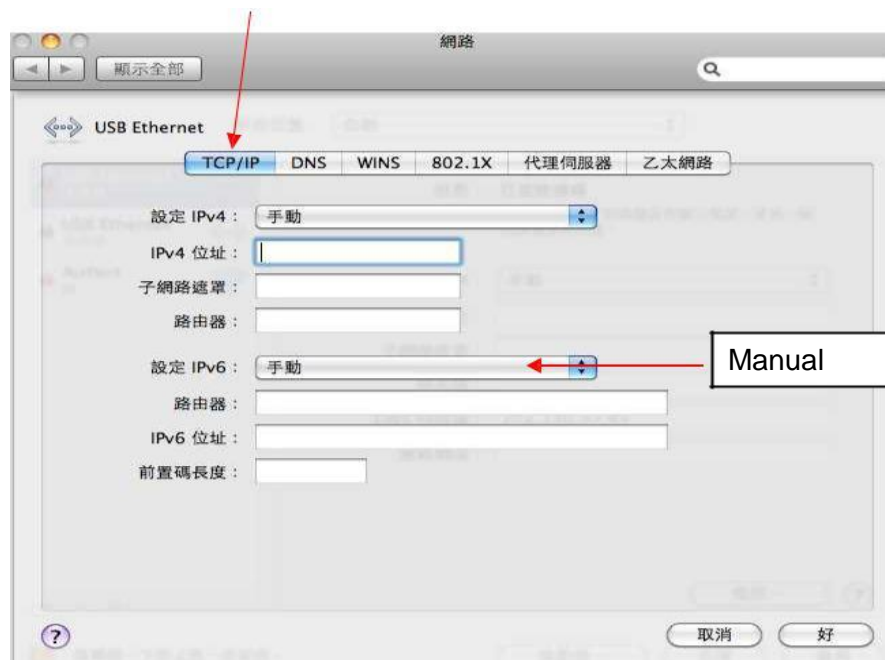 網路
顯示全部
USB Ethernet
TCP/IP DNS WINS 802.1X 代理伺服器 乙太網路
設定 IPv4： 手動
IPv4 位址：
子網路遮罩：
路由器：
設定 IPv6： 手動
Manual
路由器：
IPv6 位址：
前置碼長度：
? 取消 好